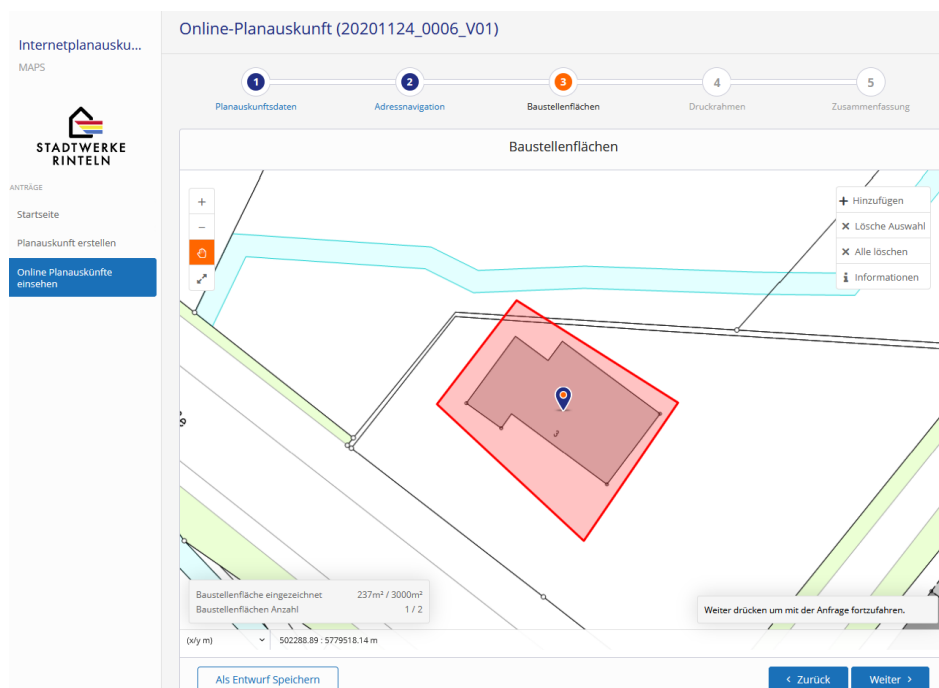 Internetplanausku...
MAPS
STADTWERKE
RINTELN
ANTRÄGE
Startseite
Planauskunft erstellen
Online Planauskünfte
einsehen
Online-Planauskunft (20201124_0006_V01)
1
2
3
4
5
Planauskunftsdaten
Adressnavigation
Baustellenflächen
Druckrahmen
Zusammenfassung
Baustellenflächen
Hinzufügen
Lösche Auswahl
Alle löschen
Informationen
3
Baustellenfläche eingezeichnet 237m² / 3000m²
Baustellenflächen Anzahl 1 / 2
Weiter drücken um mit der Anfrage fortzufahren.
(x/y m) 502288.89 : 5779518.14 m
Als Entwurf Speichern
Zurück
Weiter